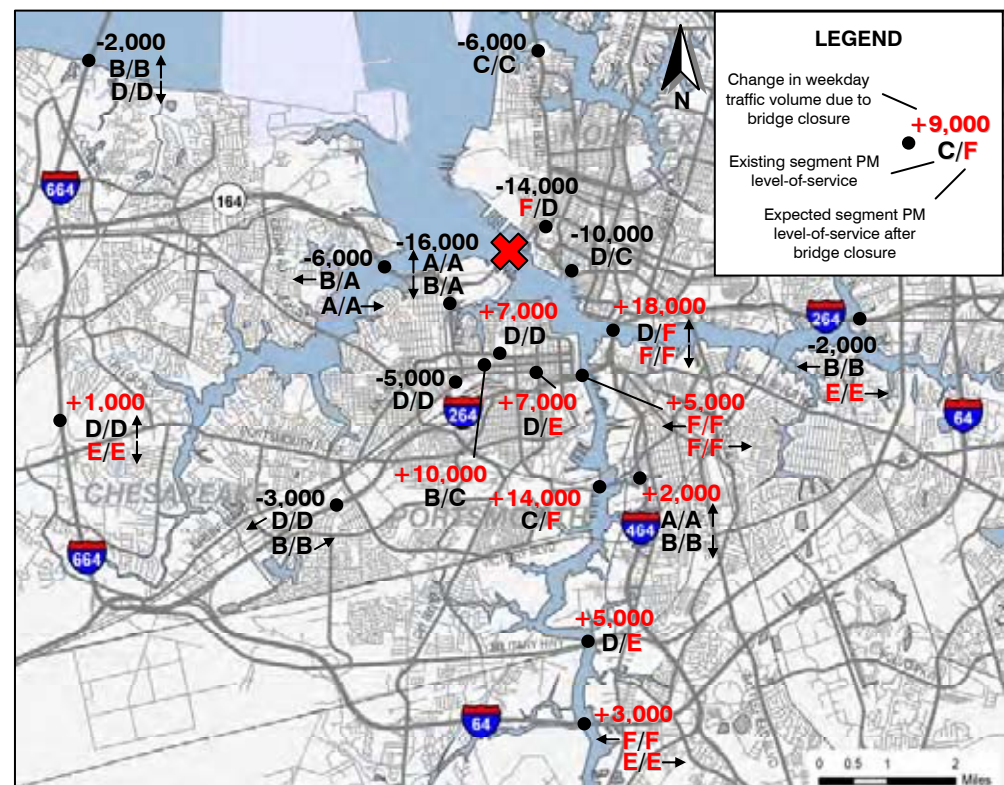 -2,000
B/B
D/D
-6,000
C/C
N
LEGEND
Change in weekday
traffic volume due to
bridge closure
+9,000
C/F
Existing segment PM
level-of-service
Expected segment PM
level-of-service after
bridge closure
664
164
-14,000
F/D
-10,000
D/C
-16,000
A/A
B/A
-6,000
B/A
A/A
+7,000
D/D
+18,000
D/F
F/F
264
-2,000
B/B
E/E
64
-5,000
D/D
264
+7,000
D/E
+5,000
F/F
F/F
+1,000
D/D
E/E
+10,000
B/C
+14,000
C/F
+2,000
A/A
B/B
464
-3,000
D/D
B/B
664
+5,000
D/E
64
+3,000
F/F
E/E
0 0.5 1 2
Miles